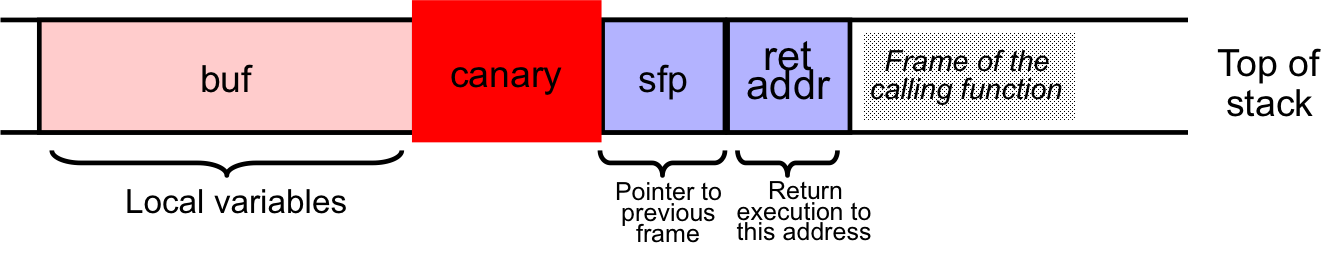 buf
canary
sfp
ret
addr
Frame of the
calling function
Top of
stack
Local variables
Pointer to
previous
frame
Return
execution to
this address